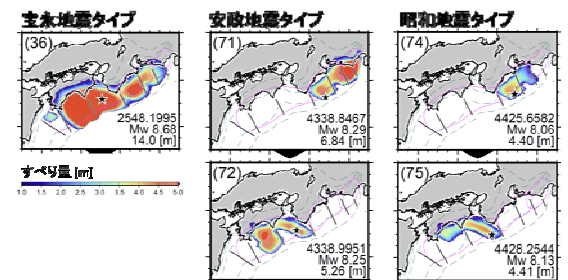 宝永地震タイプ
安政地震タイプ
昭和地震タイプ
(36)
2548.1995
Mw 8.68
14.0 [m]
(71)
4338.8467
Mw 8.29
6.84 [m]
(74)
4425.6582
Mw 8.06
4.40 [m]
すべり量 [m]
1.0 1.5 2.0 2.5 3.0 3.5 4.0 4.5 5.0
(72)
4338.9951
Mw 8.25
5.26 [m]
(75)
4428.2544
Mw 8.13
4.41 [m]